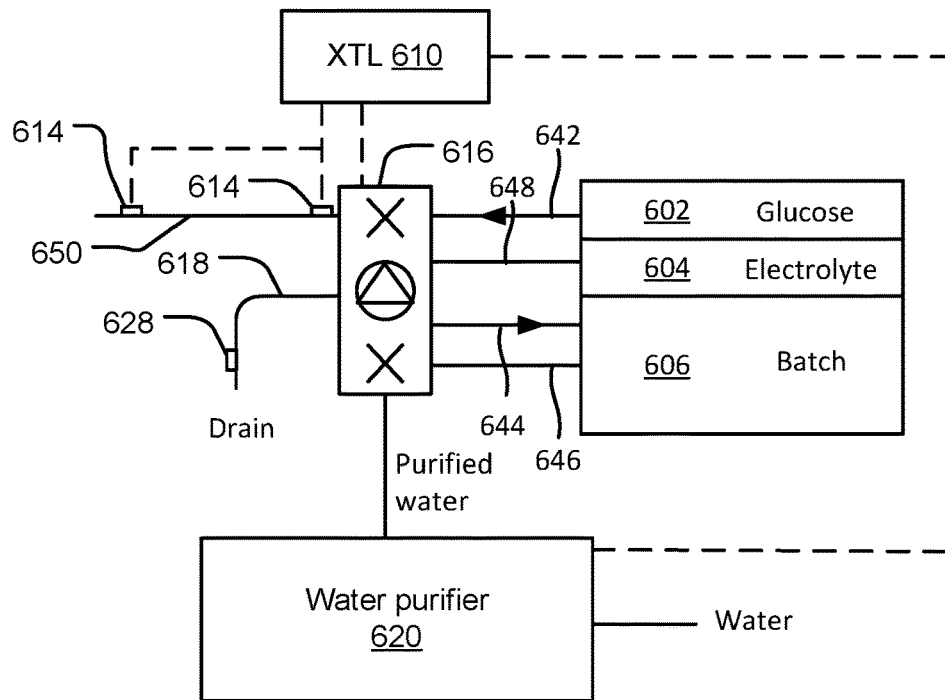 XTL 610
614
616
642
614
648
602 Glucose
650
618
604 Electrolyte
628
606 Batch
Drain
644
646
Purified
water
Water purifier
620
Water